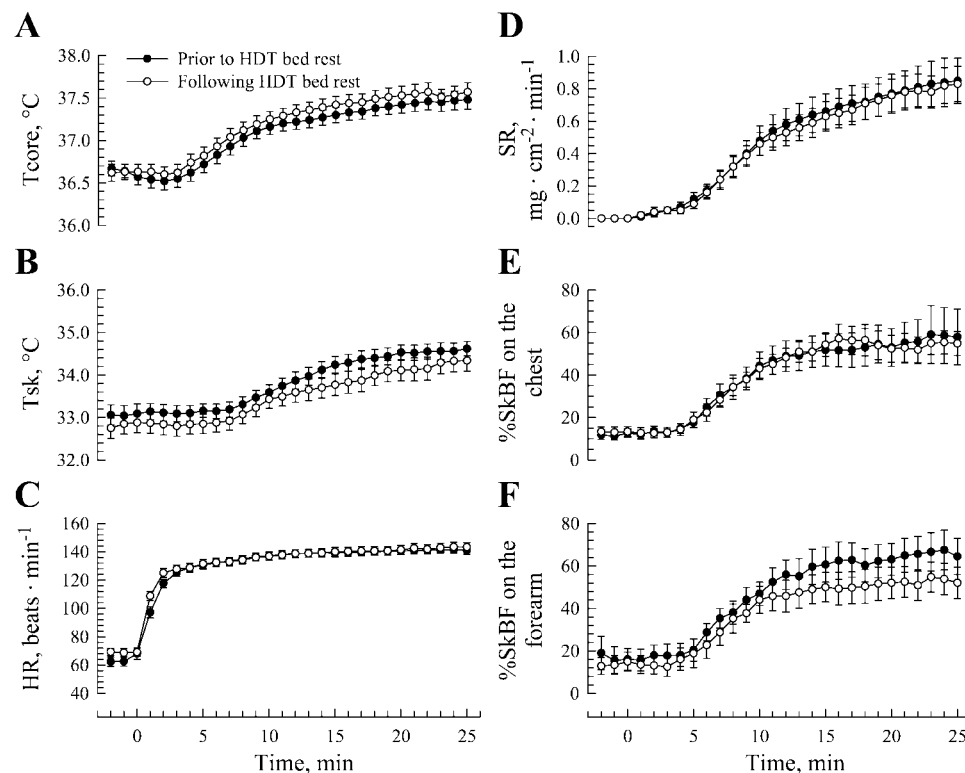 A
Tcore, °C
38.0
37.5
37.0
36.5
36.0
Prior to HDT bed rest
Following HDT bed rest
B
Tsk, °C
36.0
35.0
34.0
33.0
32.0
C
HR, beats · min⁻¹
160
140
120
100
80
60
40
0 5 10 15 20 25
Time, min
D
SR,
mg · cm⁻² · min⁻¹
1.0
0.8
0.6
0.4
0.2
0.0
E
%SkBF on the
chest
80
60
40
20
0
F
%SkBF on the
forearm
80
60
40
20
0
0 5 10 15 20 25
Time, min